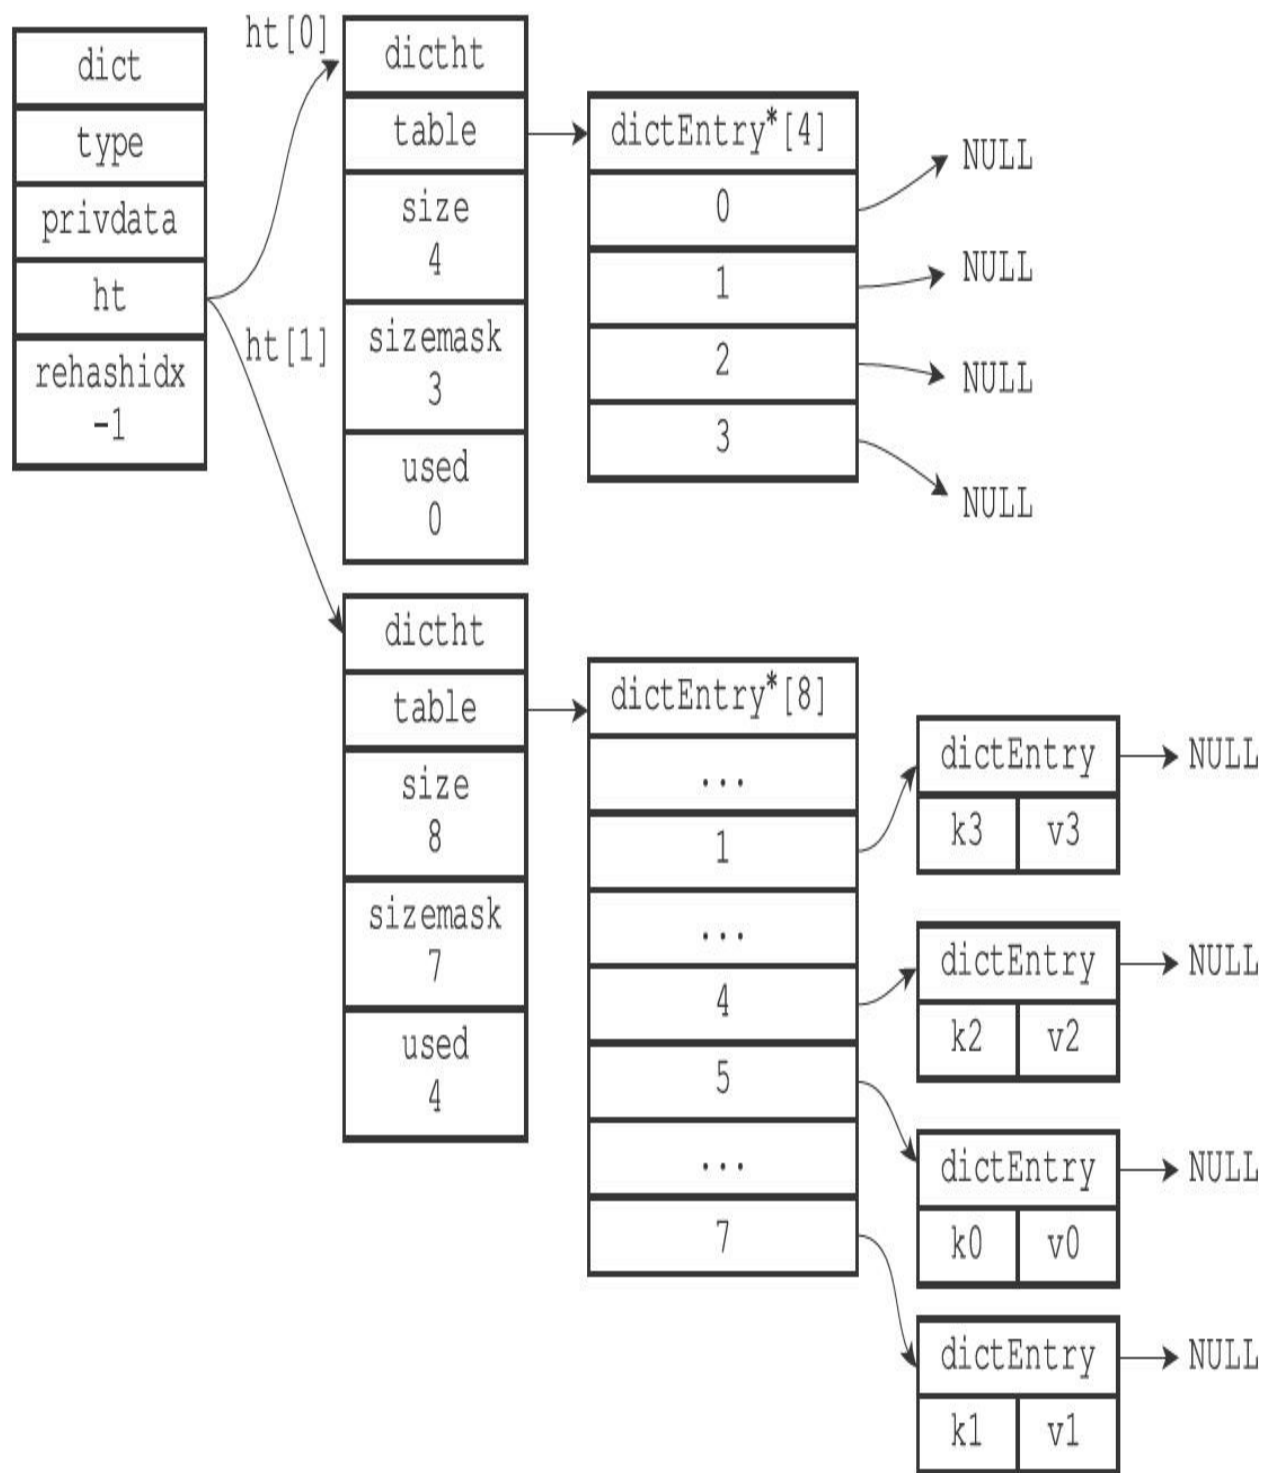 dict
type
privdata
ht
rehashidx
-1
ht[0]
ht[1]
dictht
table
size
4
sizemask
3
used
0
dictEntry*[4]
0
1
2
3
NULL
NULL
NULL
NULL
dictht
table
size
8
sizemask
7
used
4
dictEntry*[8]
...
1
...
4
5
...
7
dictEntry
k3 v3
NULL
dictEntry
k2 v2
NULL
dictEntry
k0 v0
NULL
dictEntry
k1 v1
NULL